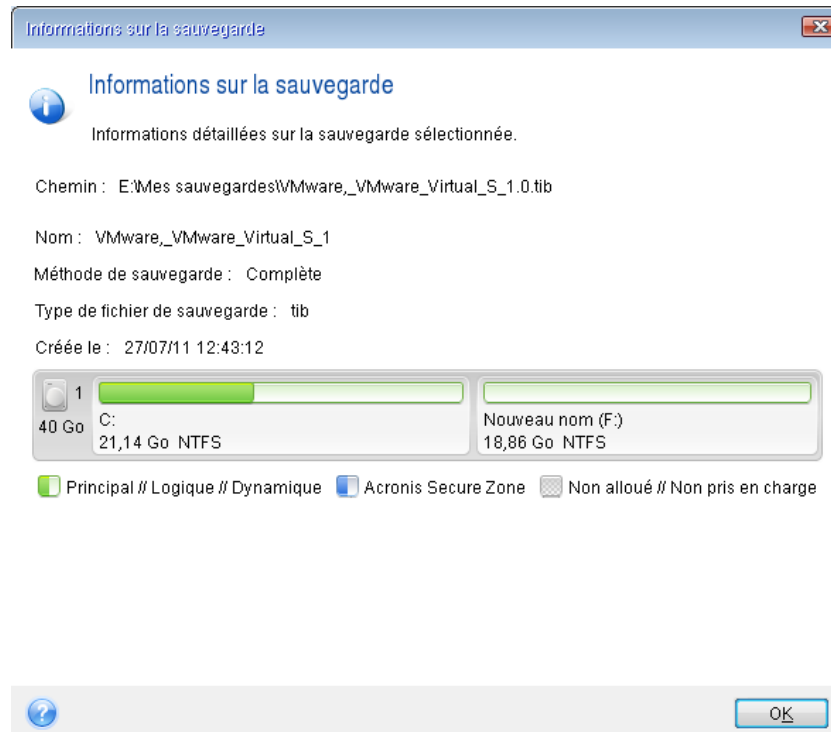 Informations sur la sauvegarde
Informations sur la sauvegarde
Informations détaillées sur la sauvegarde sélectionnée.
Chemin : E:\Mes sauvegardes\VMware,_VMware_Virtual_S_1.0.tib
Nom : VMware,_VMware_Virtual_S_1
Méthode de sauvegarde : Complète
Type de fichier de sauvegarde : tib
Créée le : 27/07/11 12:43:12
1
40 Go
C:
21,14 Go NTFS
Nouveau nom (F:)
18,86 Go NTFS
Principal // Logique // Dynamique Acronis Secure Zone Non alloué // Non pris en charge
OK